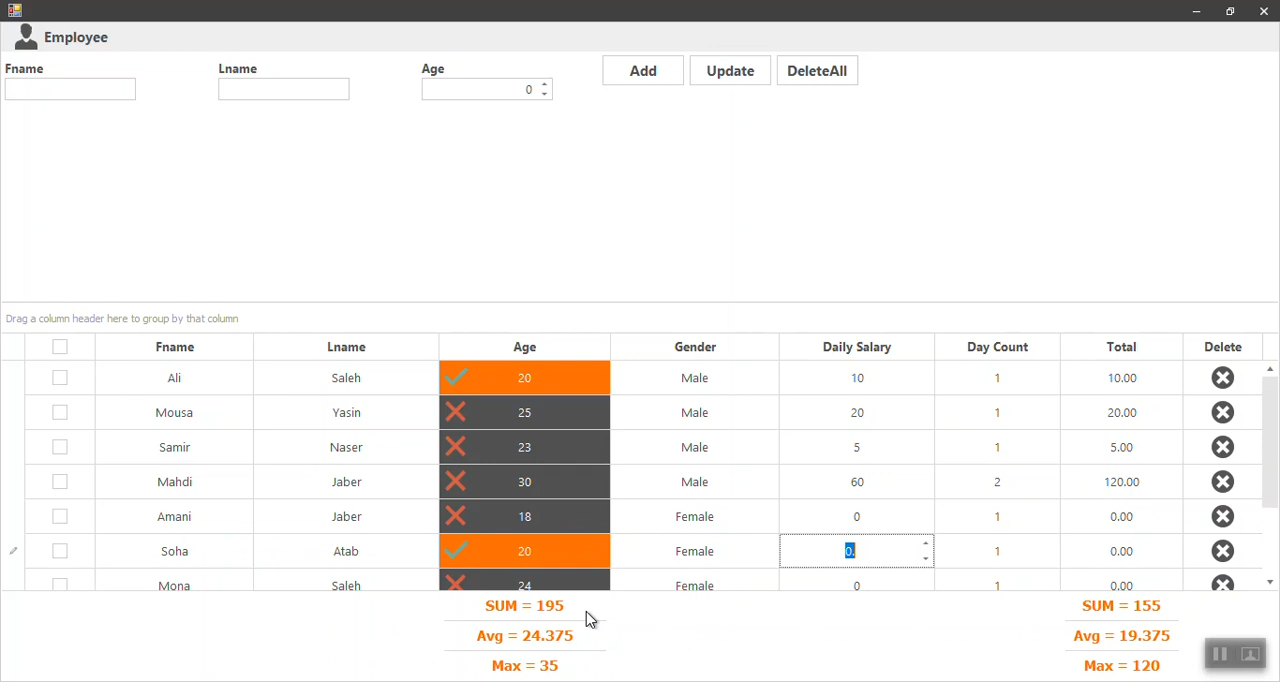 Employee
Fname Lname Age
0
Add Update DeleteAll
Drag a column header here to group by that column
Fname Lname Age Gender Daily Salary Day Count Total Delete
Ali Saleh 20 Male 10 1 10.00
Mousa Yasin 25 Male 20 1 20.00
Samir Naser 23 Male 5 1 5.00
Mahdi Jaber 30 Male 60 2 120.00
Amani Jaber 18 Female 0 1 0.00
Soha Atab 20 Female 0 1 0.00
Mona Saleh 24 Female 0 1 0.00
SUM = 195 SUM = 155
Avg = 24.375 Avg = 19.375
Max = 35 Max = 120